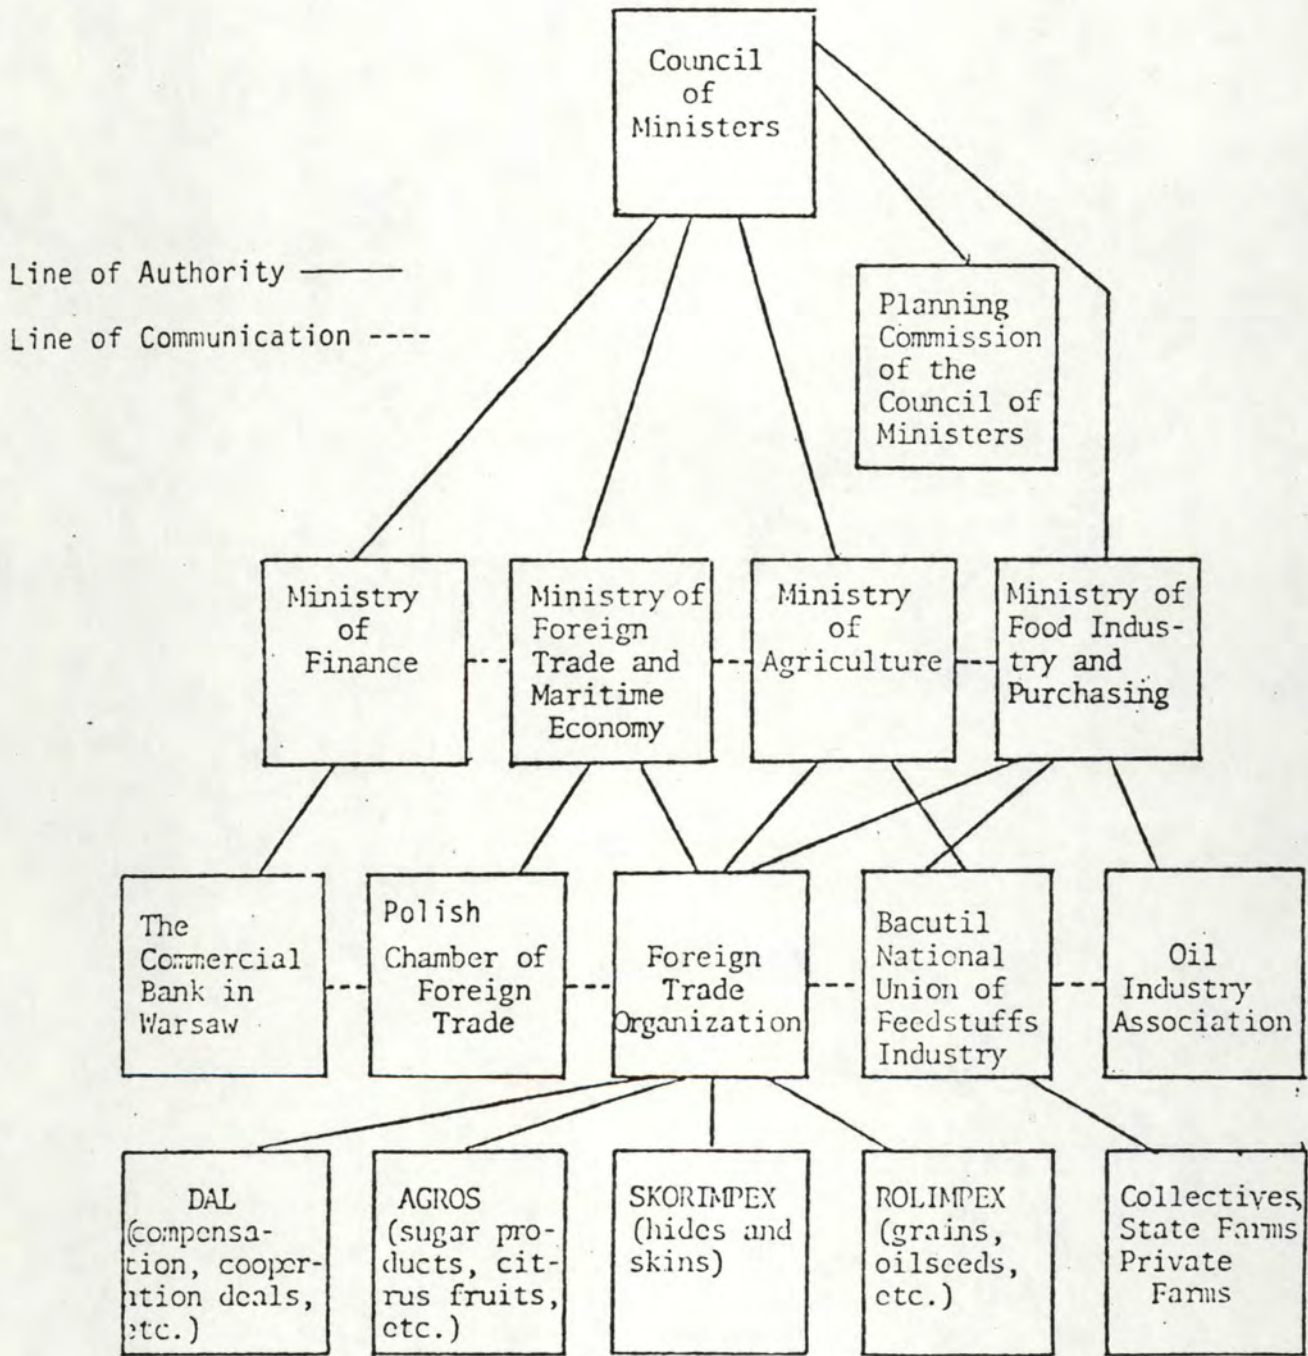 Council
of
Ministers
Line of Authority ———
Line of Communication ----
Planning
Commission
of the
Council of
Ministers
Ministry
of
Finance
Ministry of
Foreign
Trade and
Maritime
Economy
Ministry
of
Agriculture
Ministry of
Food Indus-
try and
Purchasing
The
Commercial
Bank in
Warsaw
Polish
Chamber of
Foreign
Trade
Foreign
Trade
Organization
Bacutil
National
Union of
Feedstuffs
Industry
Oil
Industry
Association
DAL
(compensa-
tion, cooper-
ation deals,
etc.)
AGROS
(sugar pro-
ducts, cit-
rus fruits,
etc.)
SKORIMPEX
(hides and
skins)
ROLIMPEX
(grains,
oilseeds,
etc.)
Collectives,
State Farms
Private
Farms